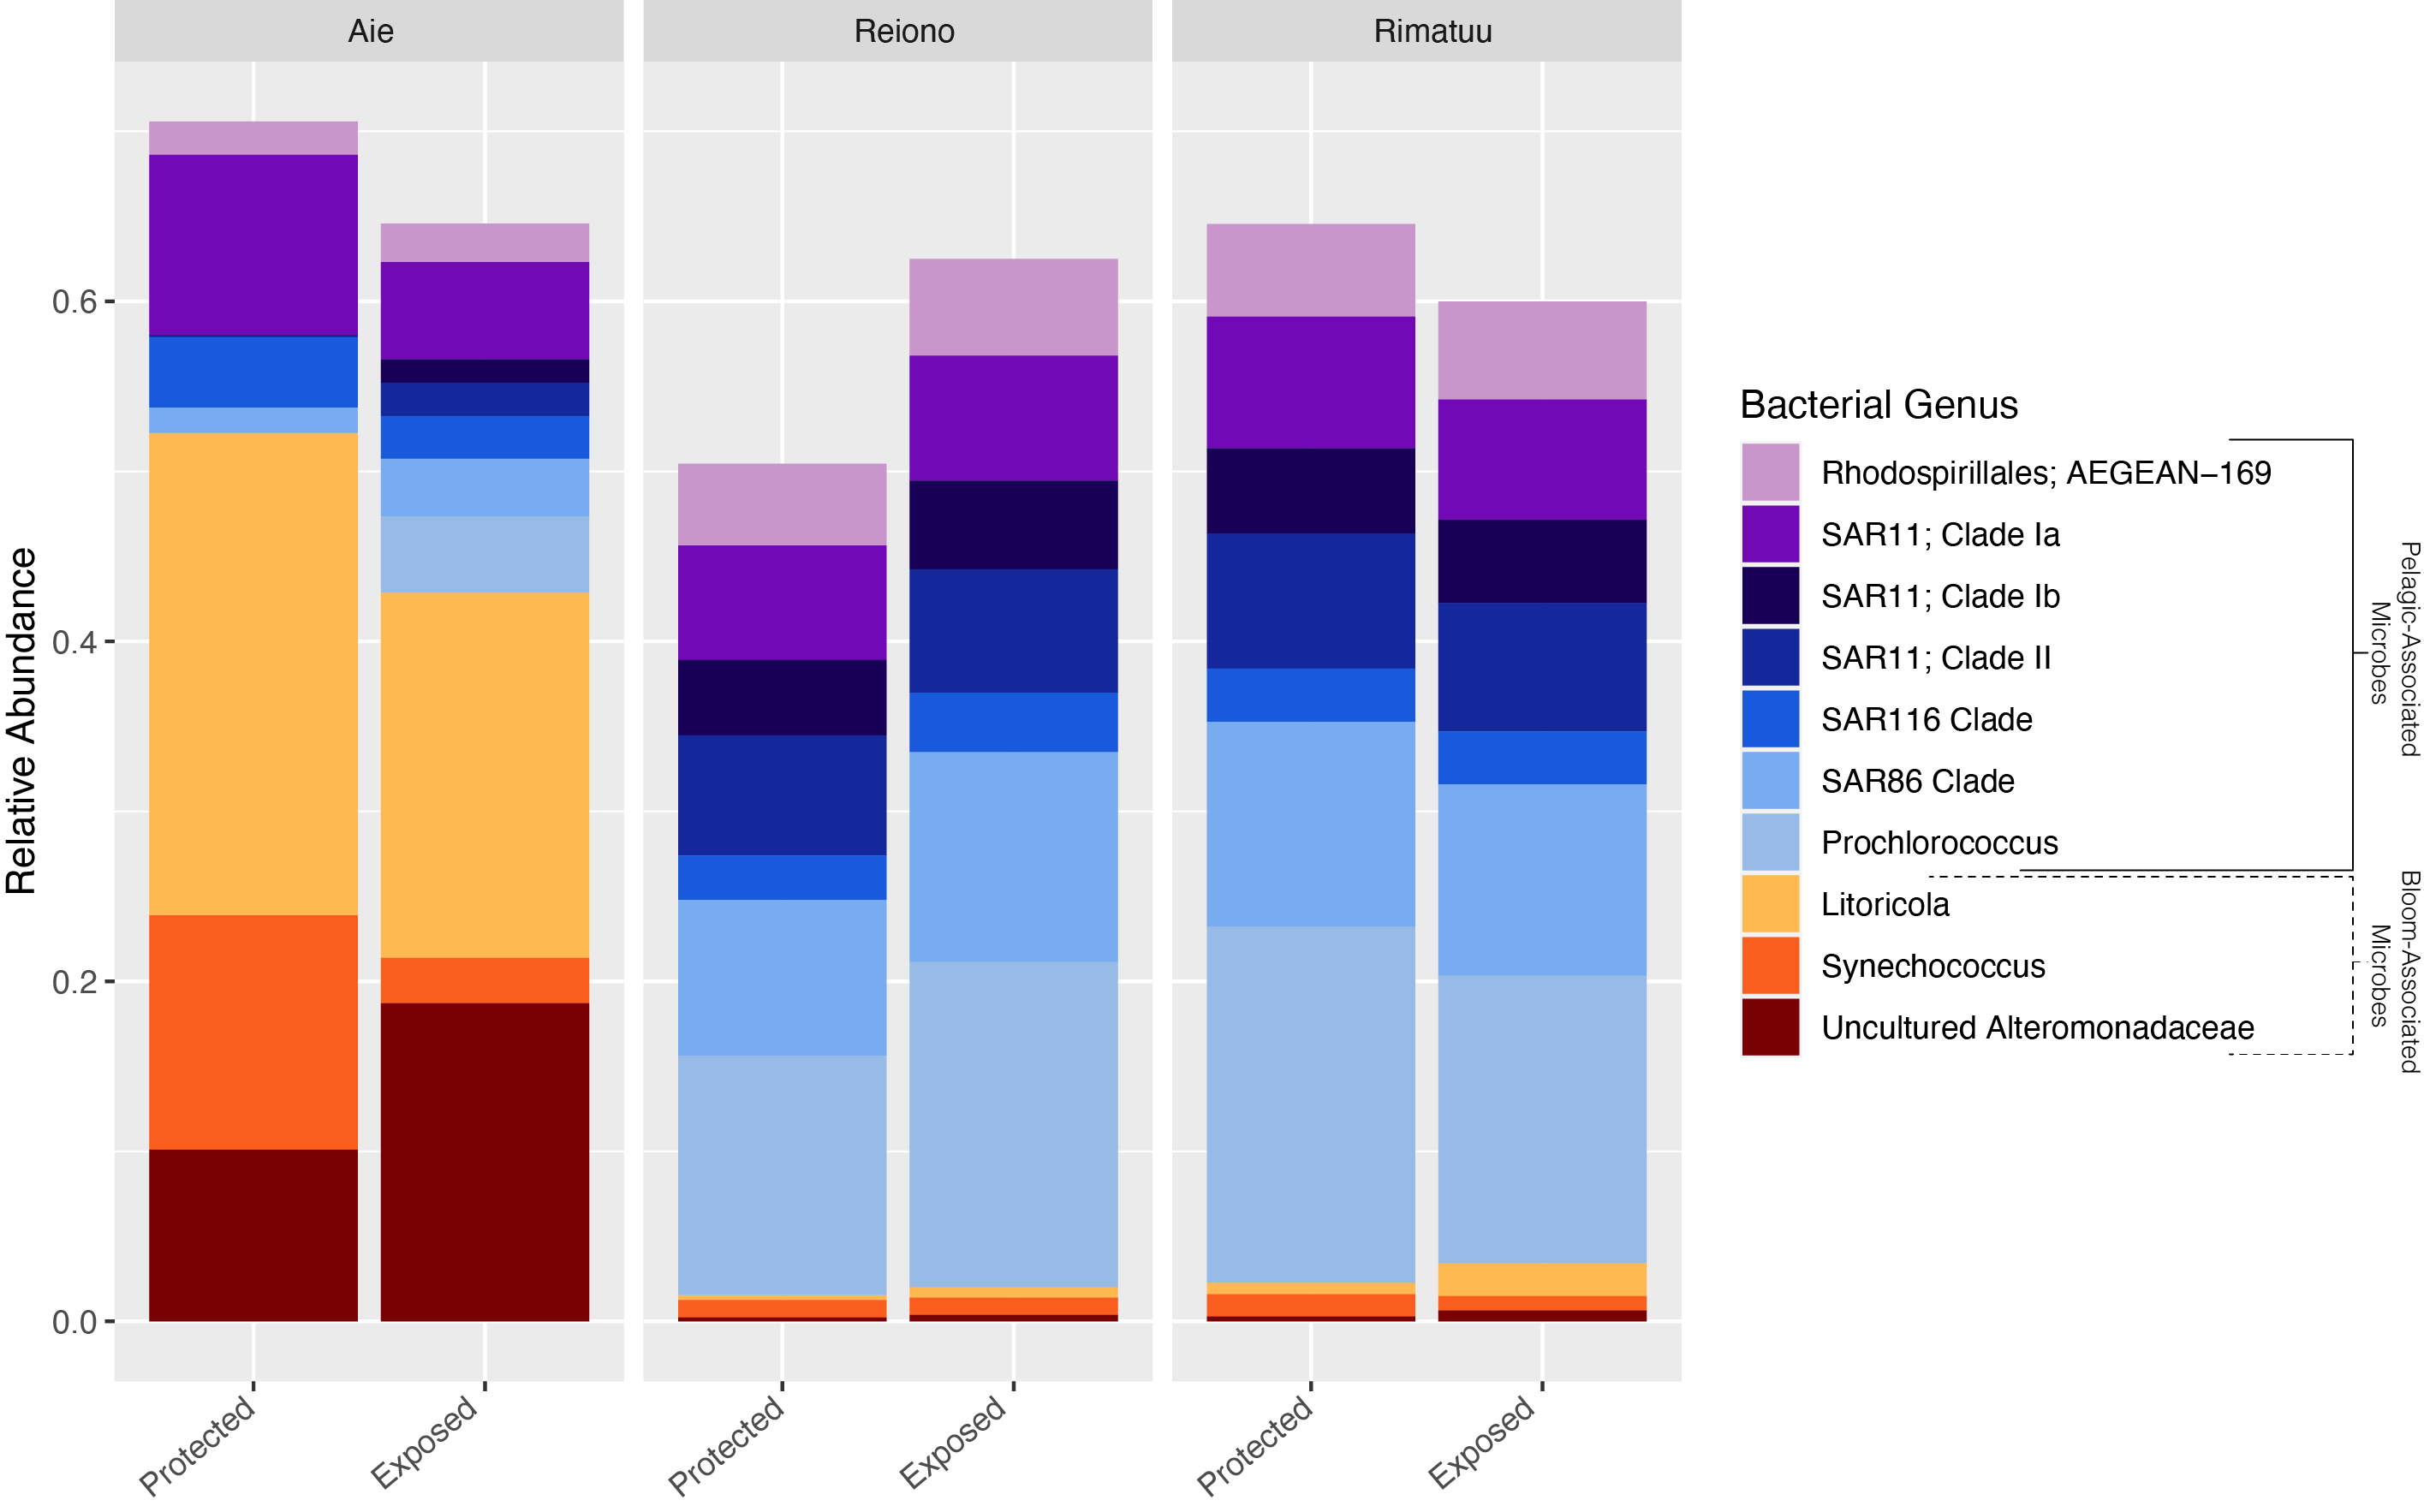 Aie
Reiono
Rimatuu
Relative Abundance
0.6
0.4
0.2
0.0
Protected
Exposed
Protected
Exposed
Protected
Exposed
Bacterial Genus
Rhodospirillales; AEGEAN−169
SAR11; Clade Ia
SAR11; Clade Ib
SAR11; Clade II
SAR116 Clade
SAR86 Clade
Prochlorococcus
Litoricola
Synechococcus
Uncultured Alteromonadaceae
Pelagic-Associated
Microbes
Bloom-Associated
Microbes